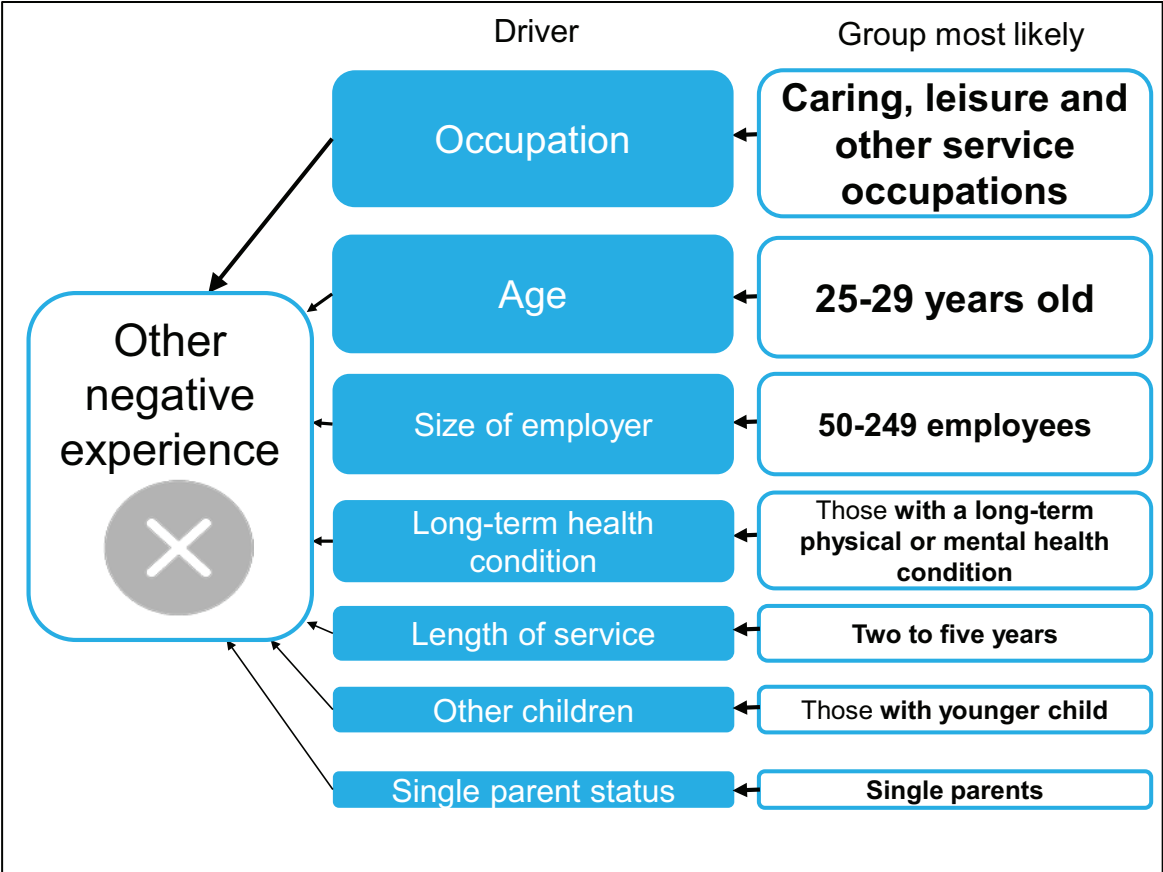 Driver
Group most likely
Occupation
Caring, leisure and
other service
occupations
Age
25-29 years old
Other
negative
experience
Size of employer
50-249 employees
Long-term health
condition
Those with a long-term
physical or mental health
condition
Length of service
Two to five years
Other children
Those with younger child
Single parent status
Single parents